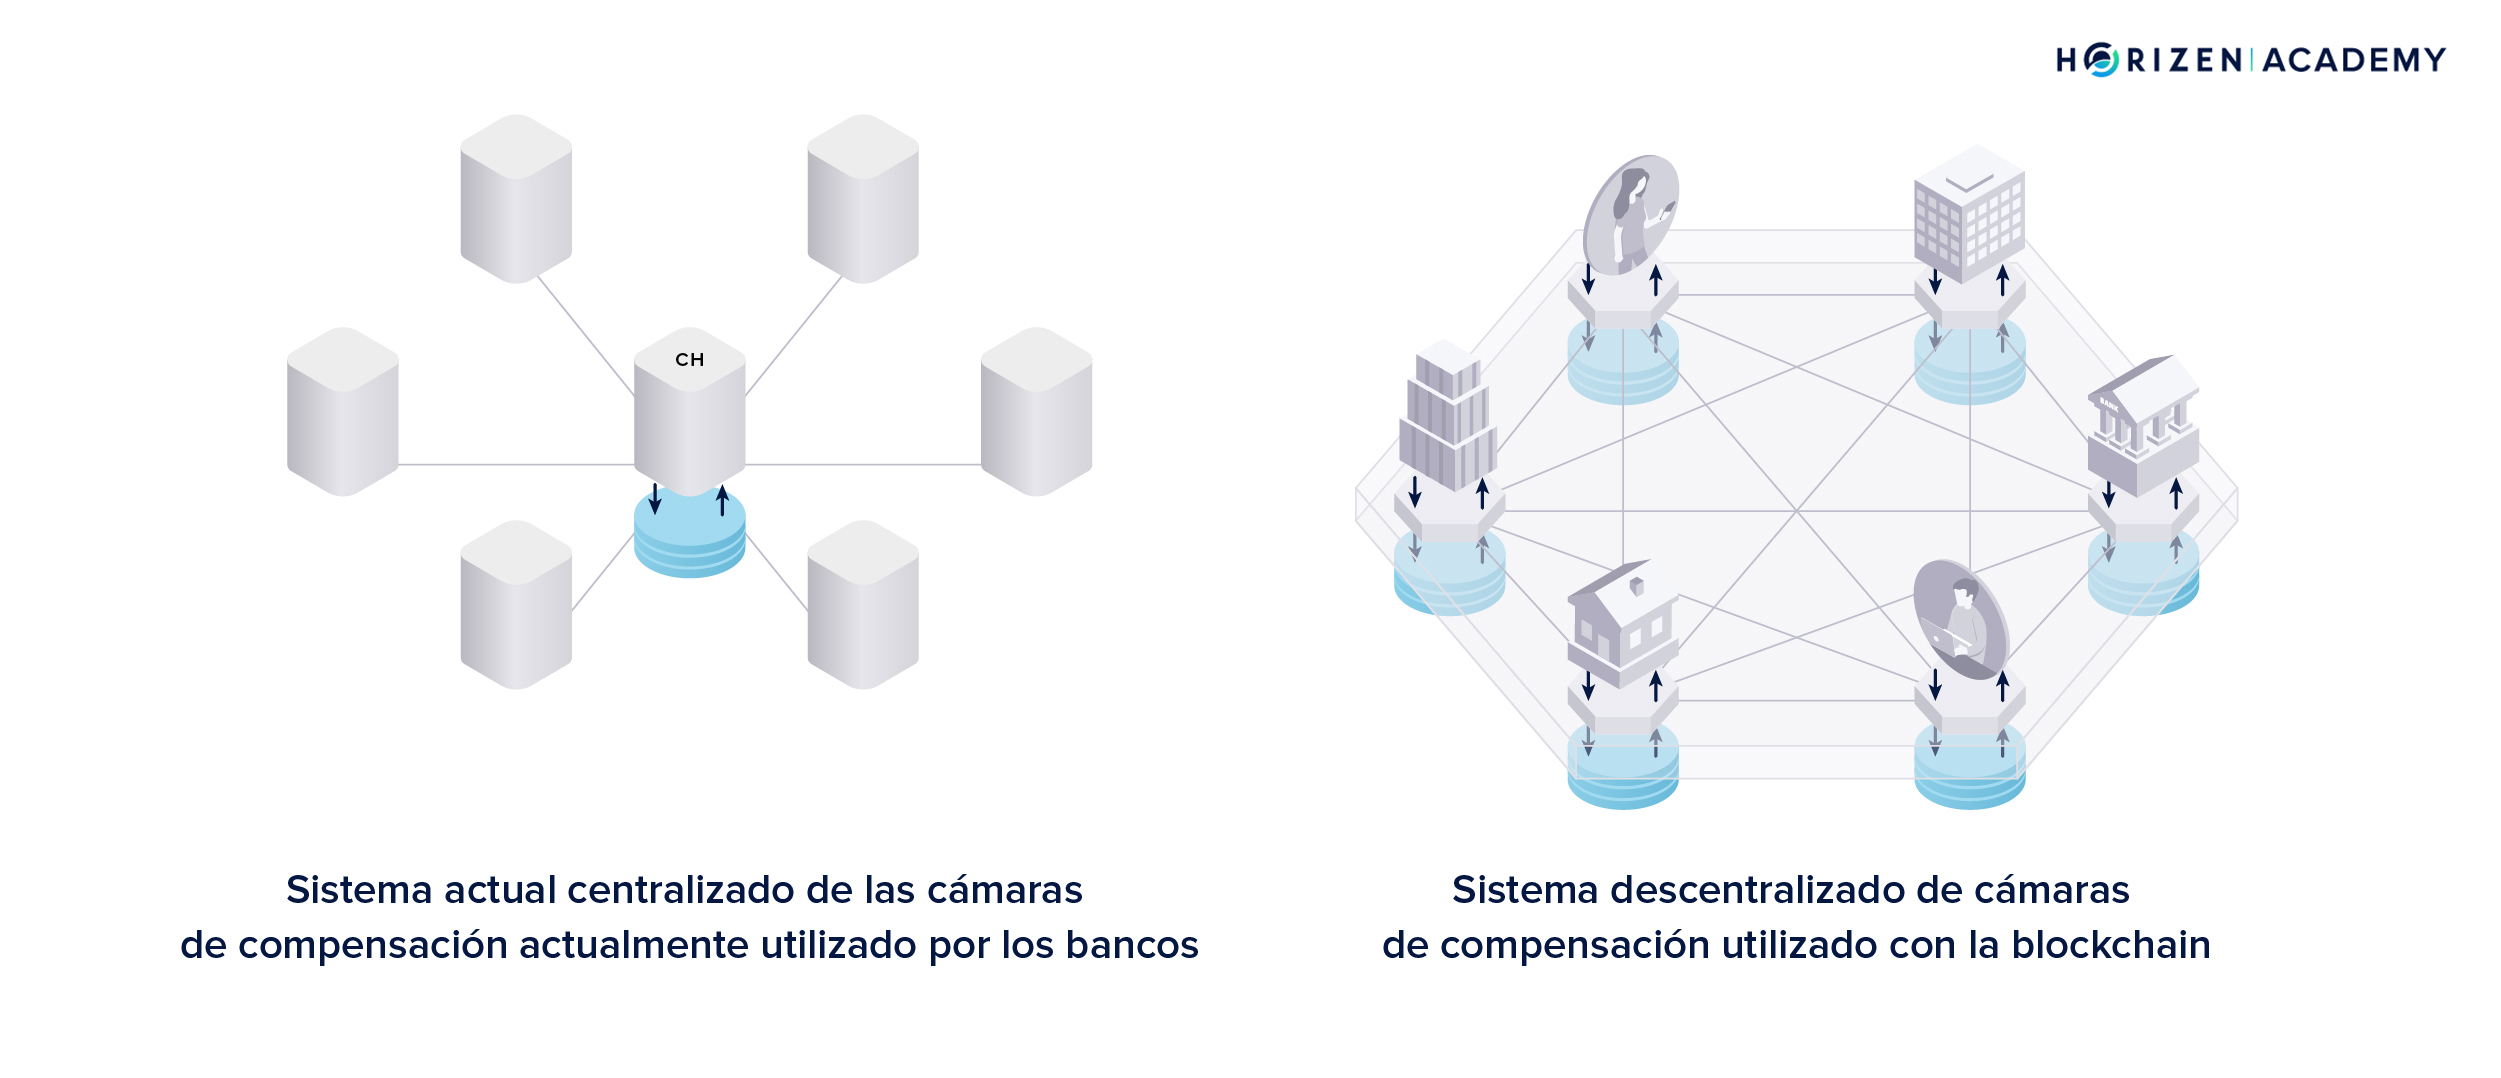 HORIZEN | ACADEMY
CH
BANK
Sistema actual centralizado de las cámaras
de compensación actualmente utilizado por los bancos
Sistema descentralizado de cámaras
de compensación utilizado con la blockchain